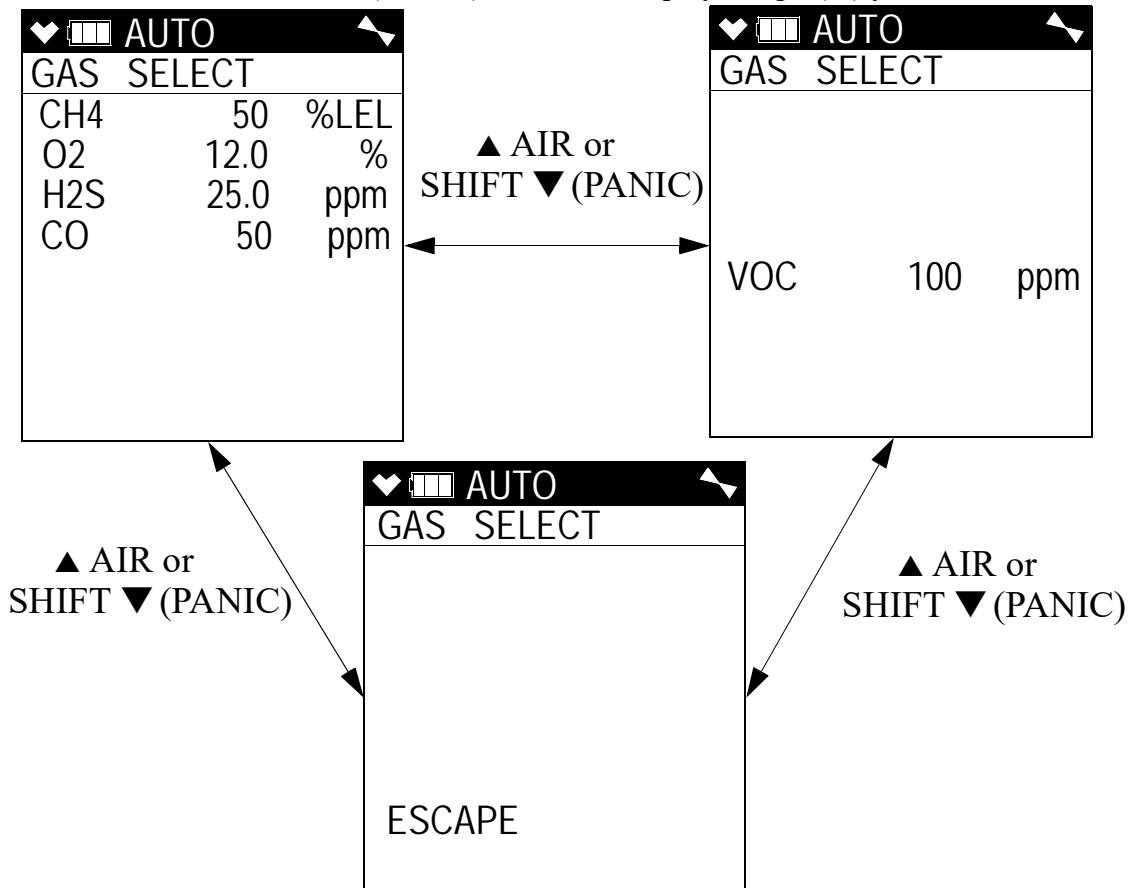 AUTO
GAS SELECT
CH4 50 %LEL
O2 12.0 %
H2S 25.0 ppm
CO 50 ppm
▲ AIR or
SHIFT ▼ (PANIC)
AUTO
GAS SELECT
VOC 100 ppm
▲ AIR or
SHIFT ▼ (PANIC)
AUTO
GAS SELECT
ESCAPE
▲ AIR or
SHIFT ▼ (PANIC)